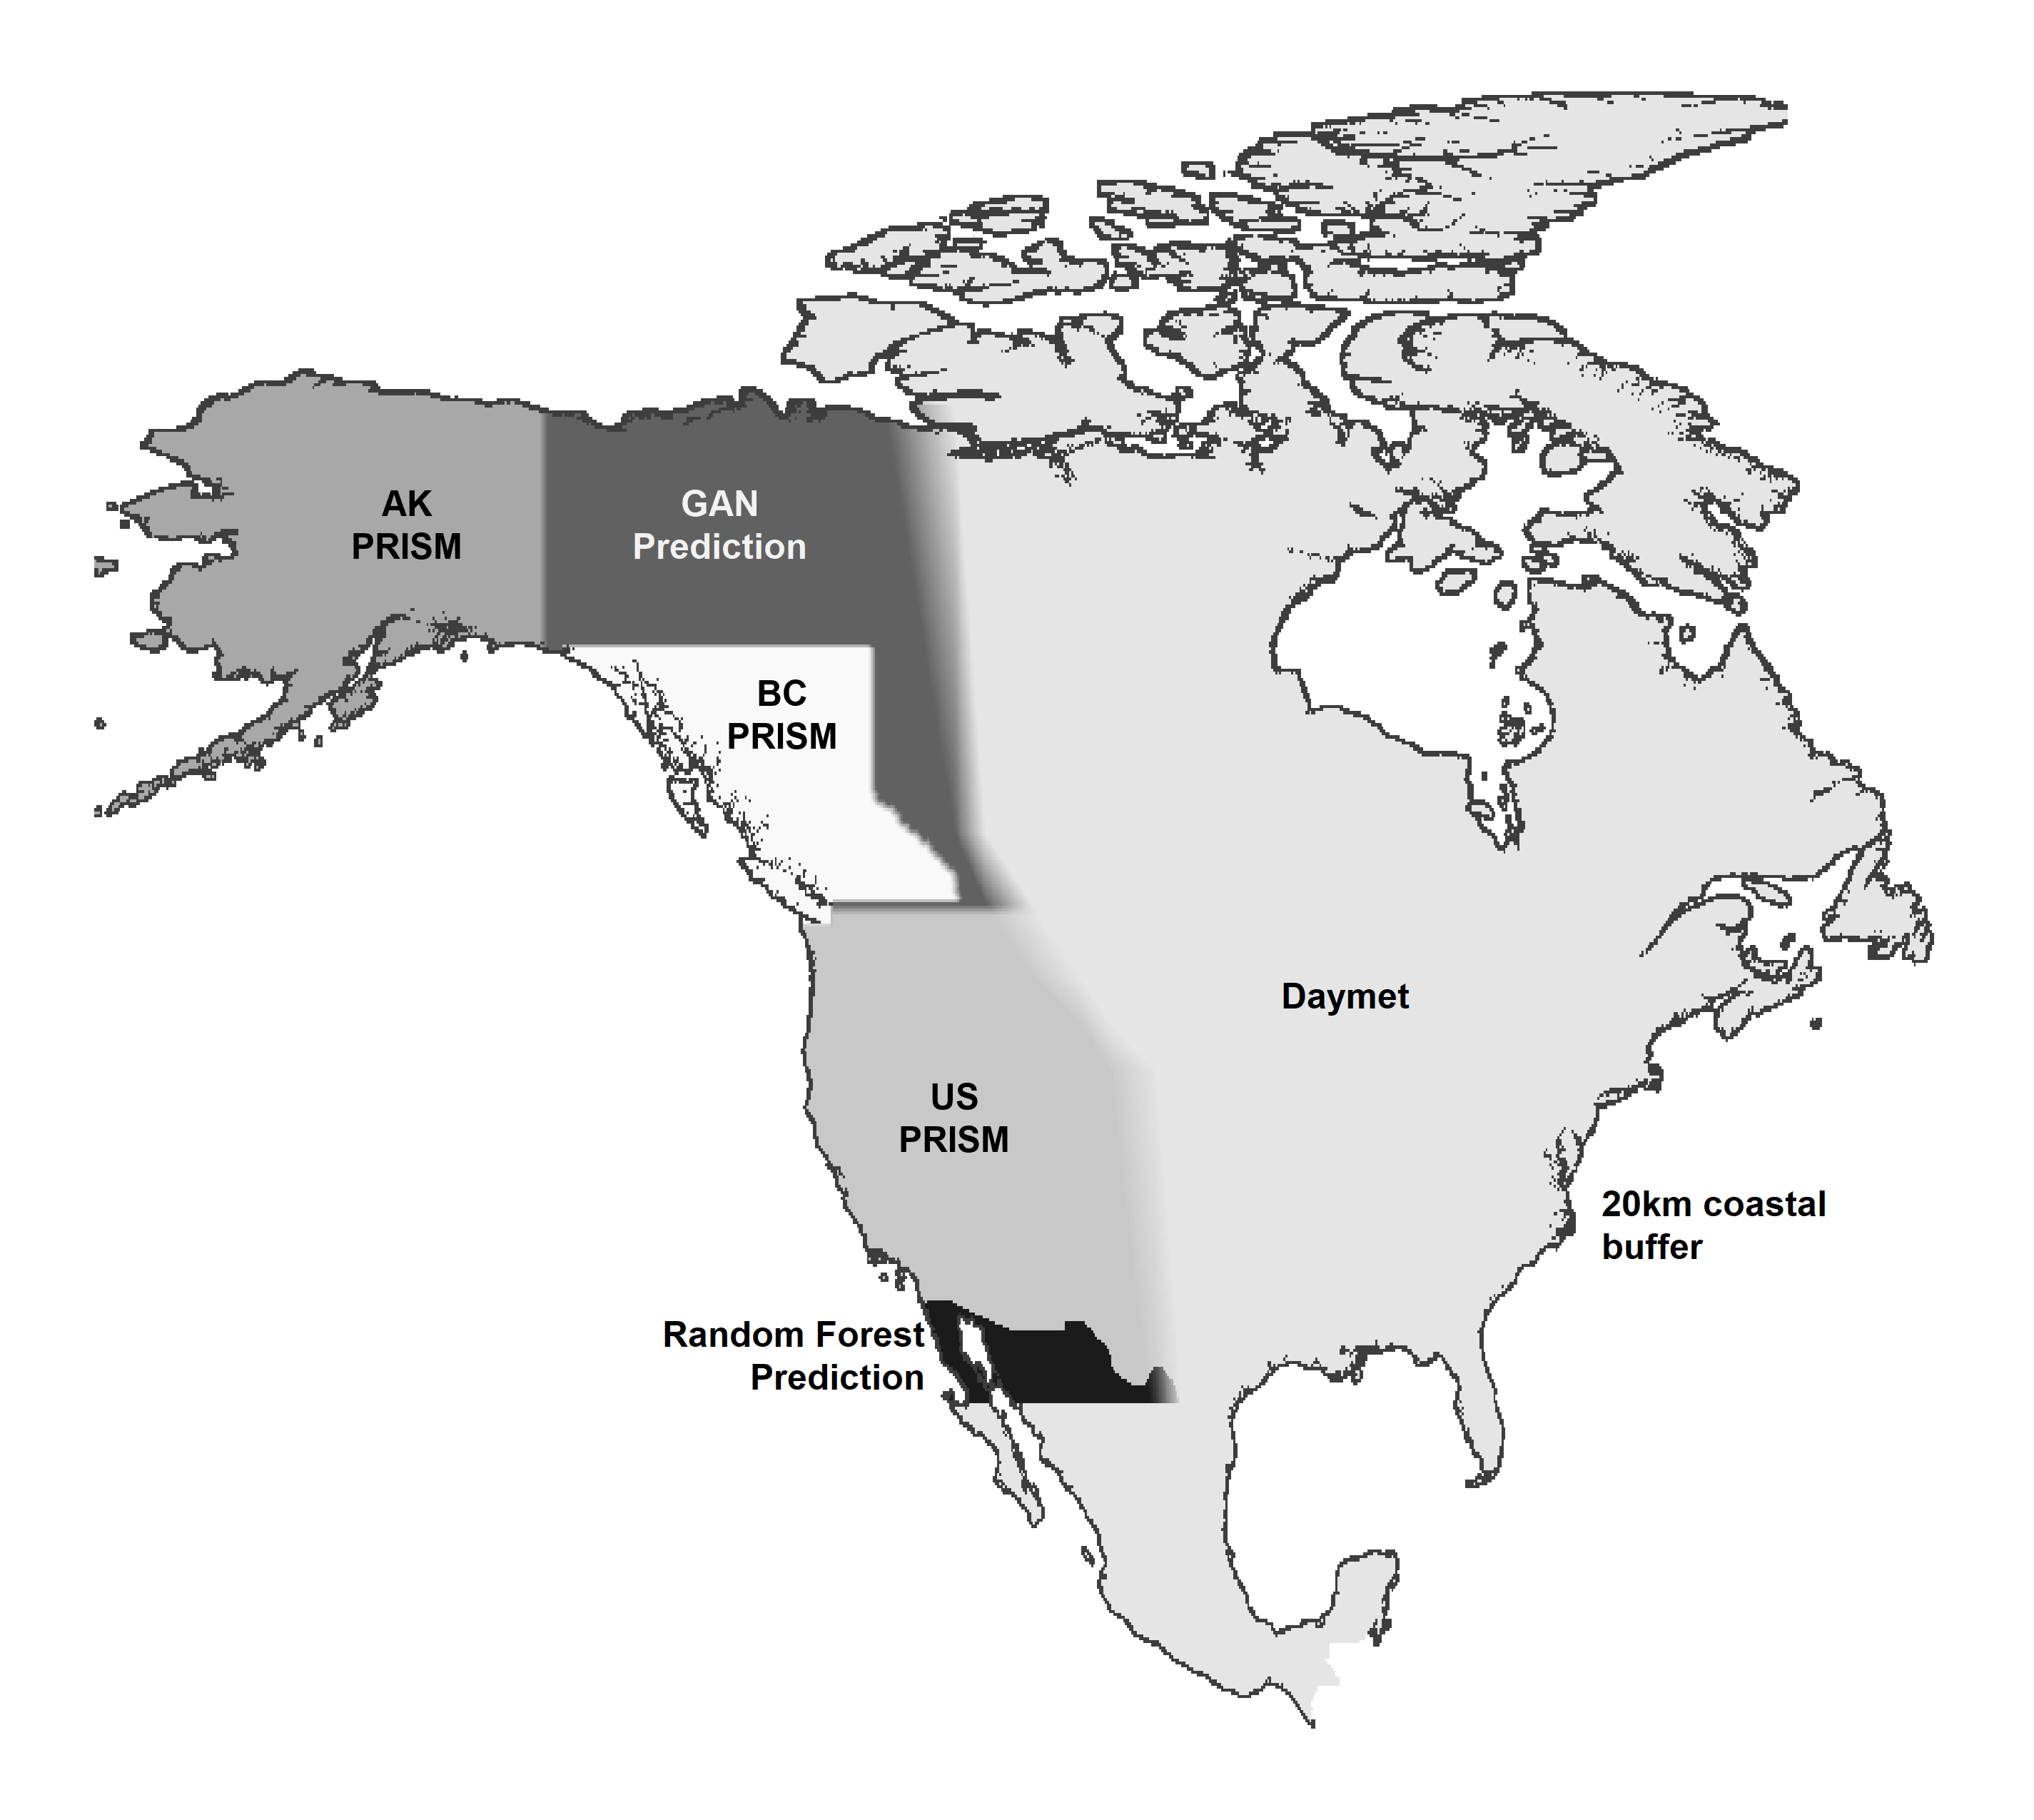 AK
PRISM
GAN
Prediction
BC
PRISM
Daymet
US
PRISM
20km coastal
buffer
Random Forest
Prediction